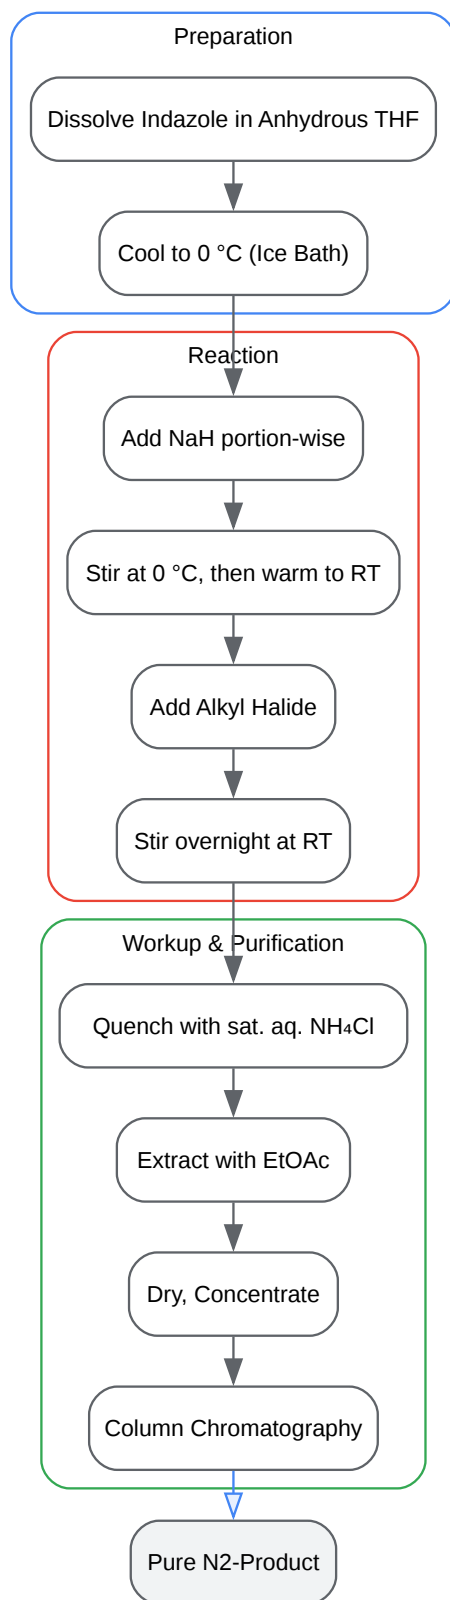 Preparation
Dissolve Indazole in Anhydrous THF
Cool to 0 °C (Ice Bath)
Reaction
Add NaH portion-wise
Stir at 0 °C, then warm to RT
Add Alkyl Halide
Stir overnight at RT
Workup & Purification
Quench with sat. aq. NH₄Cl
Extract with EtOAc
Dry, Concentrate
Column Chromatography
Pure N2-Product